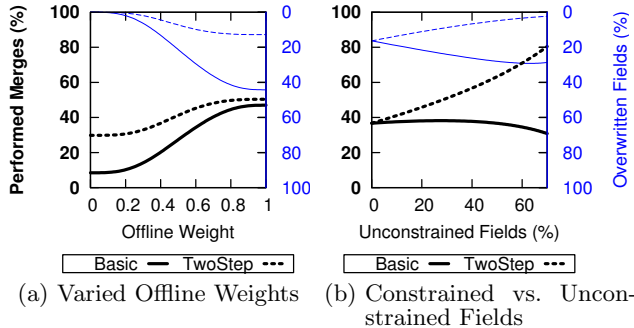 Performed Merges (%)
100
80
60
40
20
0
0 0.2 0.4 0.6 0.8 1
Offline Weight
0
20
40
60
80
100
Basic TwoStep
(a) Varied Offline Weights
100
80
60
40
20
0
0 20 40 60
Unconstrained Fields (%)
0
20
40
60
80
100
Overwritten Fields (%)
Basic TwoStep
(b) Constrained vs. Uncon-
strained Fields